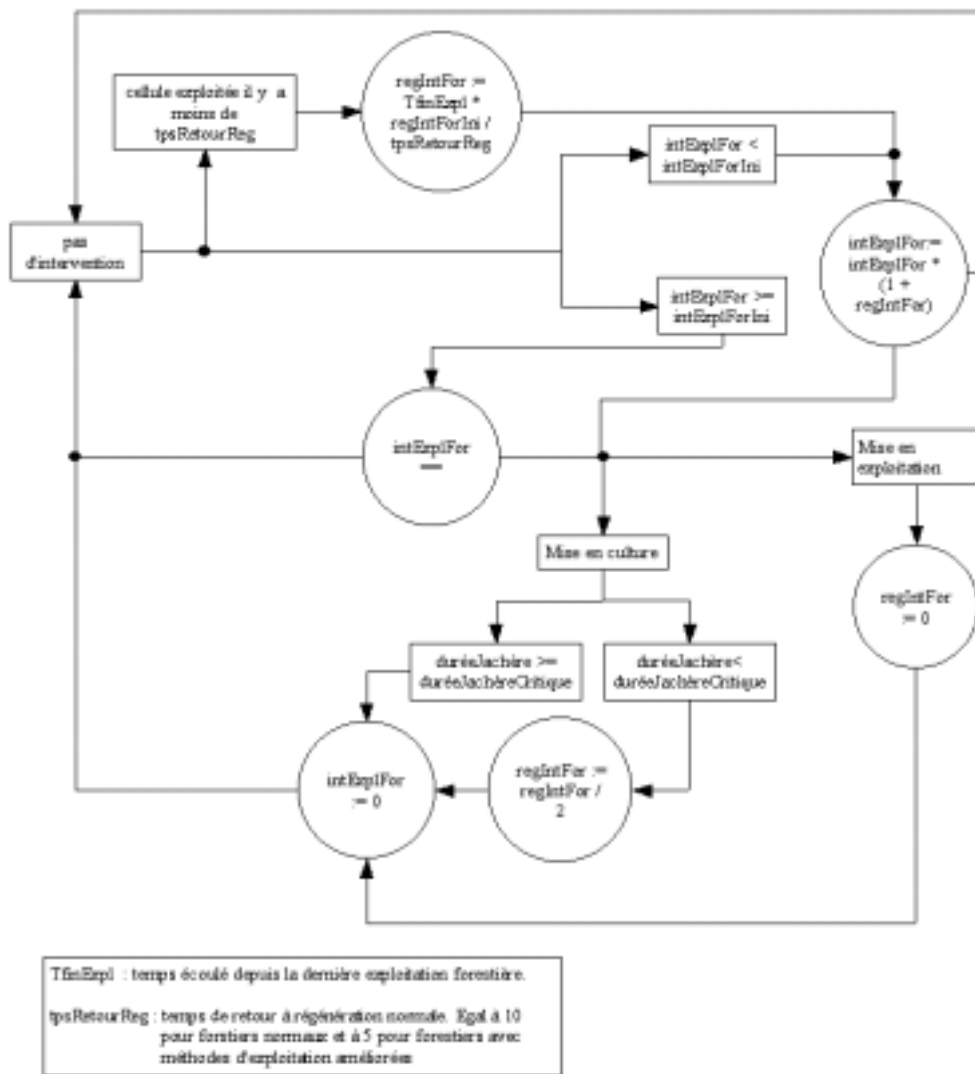 cellule exploitée il y a
moins de
tpsRetourReg
regIntFor :=
TfinExpl *
regIntForIni /
tpsRetourReg
intExplFor <
intExplForIni
pas
d'intervention
intExplFor:=
intExplFor *
(1 +
regIntFor)
intExplFor >=
intExplForIni
intExplFor
==
Mise en
exploitation
Mise en culture
regIntFor
:= 0
duréeJachère >=
duréeJachèreCritique
duréeJachère<
duréeJachèreCritique
intExplFor
:= 0
regIntFor :=
regIntFor /
2
TfinExpl : temps écoulé depuis la dernière exploitation forestière.
tpsRetourReg : temps de retour à régénération normale. Egal à 10
pour forstiers normaux et à 5 pour forestiers avec
méthodes d'exploitation améliorées